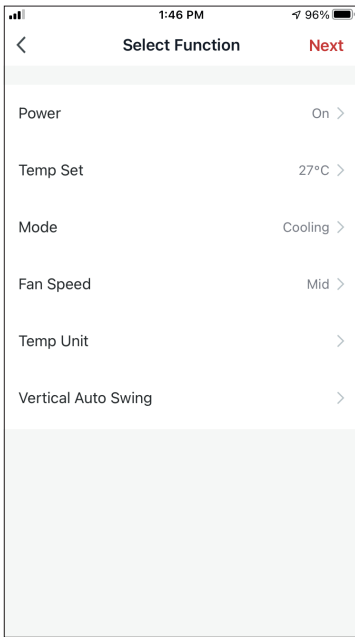 1:46 PM 96%
Select Function Next
Power On
Temp Set 27°C
Mode Cooling
Fan Speed Mid
Temp Unit
Vertical Auto Swing